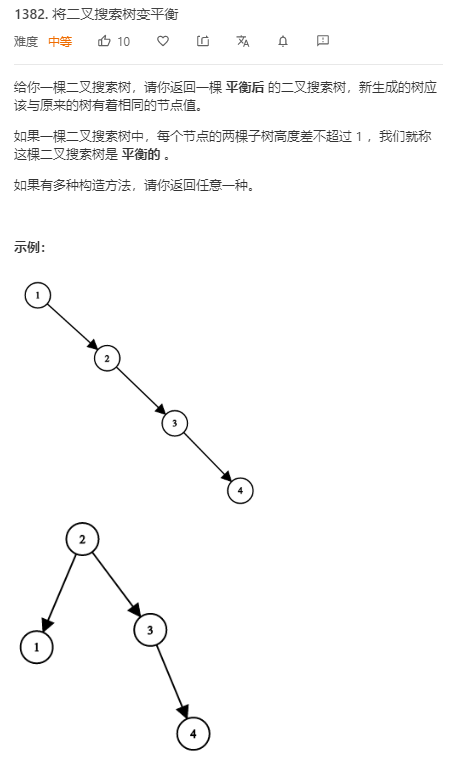 1382. 将二叉搜索树变平衡
难度 中等 10
给你一棵二叉搜索树，请你返回一棵 平衡后 的二叉搜索树，新生成的树应
该与原来的树有着相同的节点值。
如果一棵二叉搜索树中，每个节点的两棵子树高度差不超过 1 ，我们就称
这棵二叉搜索树是 平衡的 。
如果有多种构造方法，请你返回任意一种。
示例：
1
2
3
4
2
1
3
4